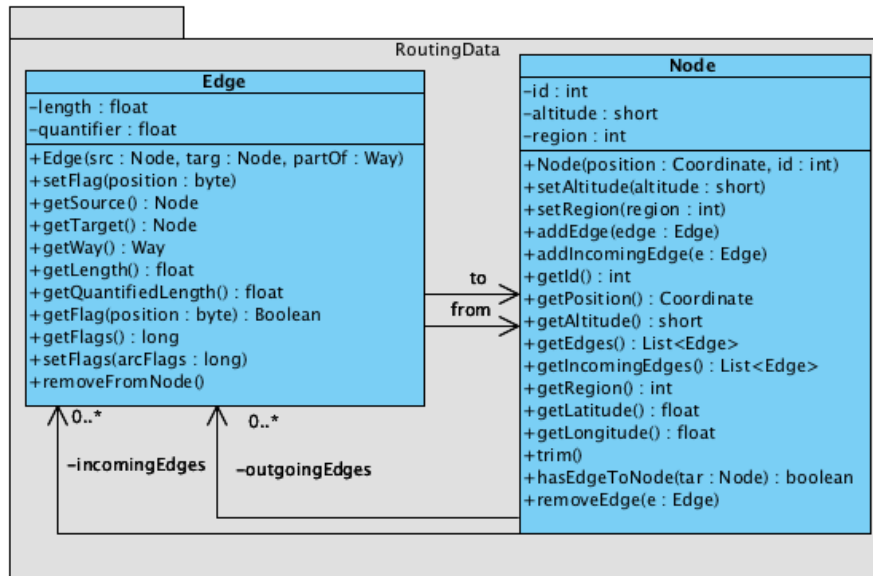 RoutingData
Edge
-length : float
-quantifier : float
+Edge(src : Node, targ : Node, partOf : Way)
+setFlag(position : byte)
+getSource() : Node
+getTarget() : Node
+getWay() : Way
+getLength() : float
+getQuantifiedLength() : float
+getFlag(position : byte) : Boolean
+getFlags() : long
+setFlags(arcFlags : long)
+removeFromNode()
Node
-id : int
-altitude : short
-region : int
+Node(position : Coordinate, id : int)
+setAltitude(altitude : short)
+setRegion(region : int)
+addEdge(edge : Edge)
+addIncomingEdge(e : Edge)
+getId() : int
+getPosition() : Coordinate
+getAltitude() : short
+getEdges() : List<Edge>
+getIncomingEdges() : List<Edge>
+getRegion() : int
+getLatitude() : float
+getLongitude() : float
+trim()
+hasEdgeToNode(tar : Node) : boolean
+removeEdge(e : Edge)
to
from
0..*
0..*
-incomingEdges
-outgoingEdges